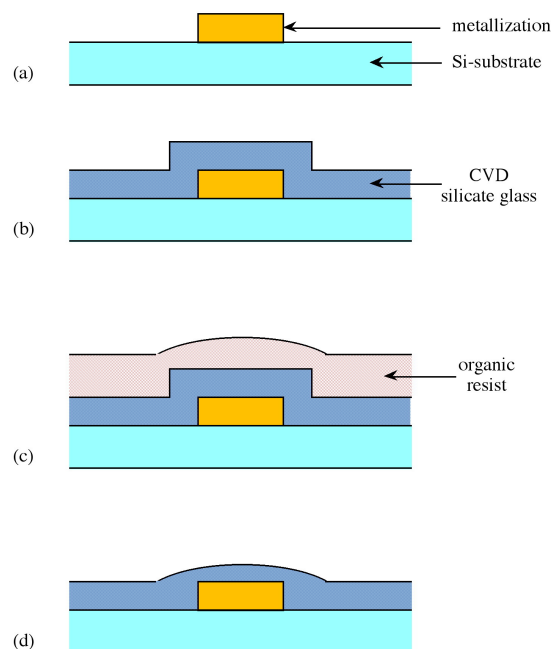 metallization
Si-substrate
(a)
CVD
silicate glass
(b)
organic
resist
(c)
(d)